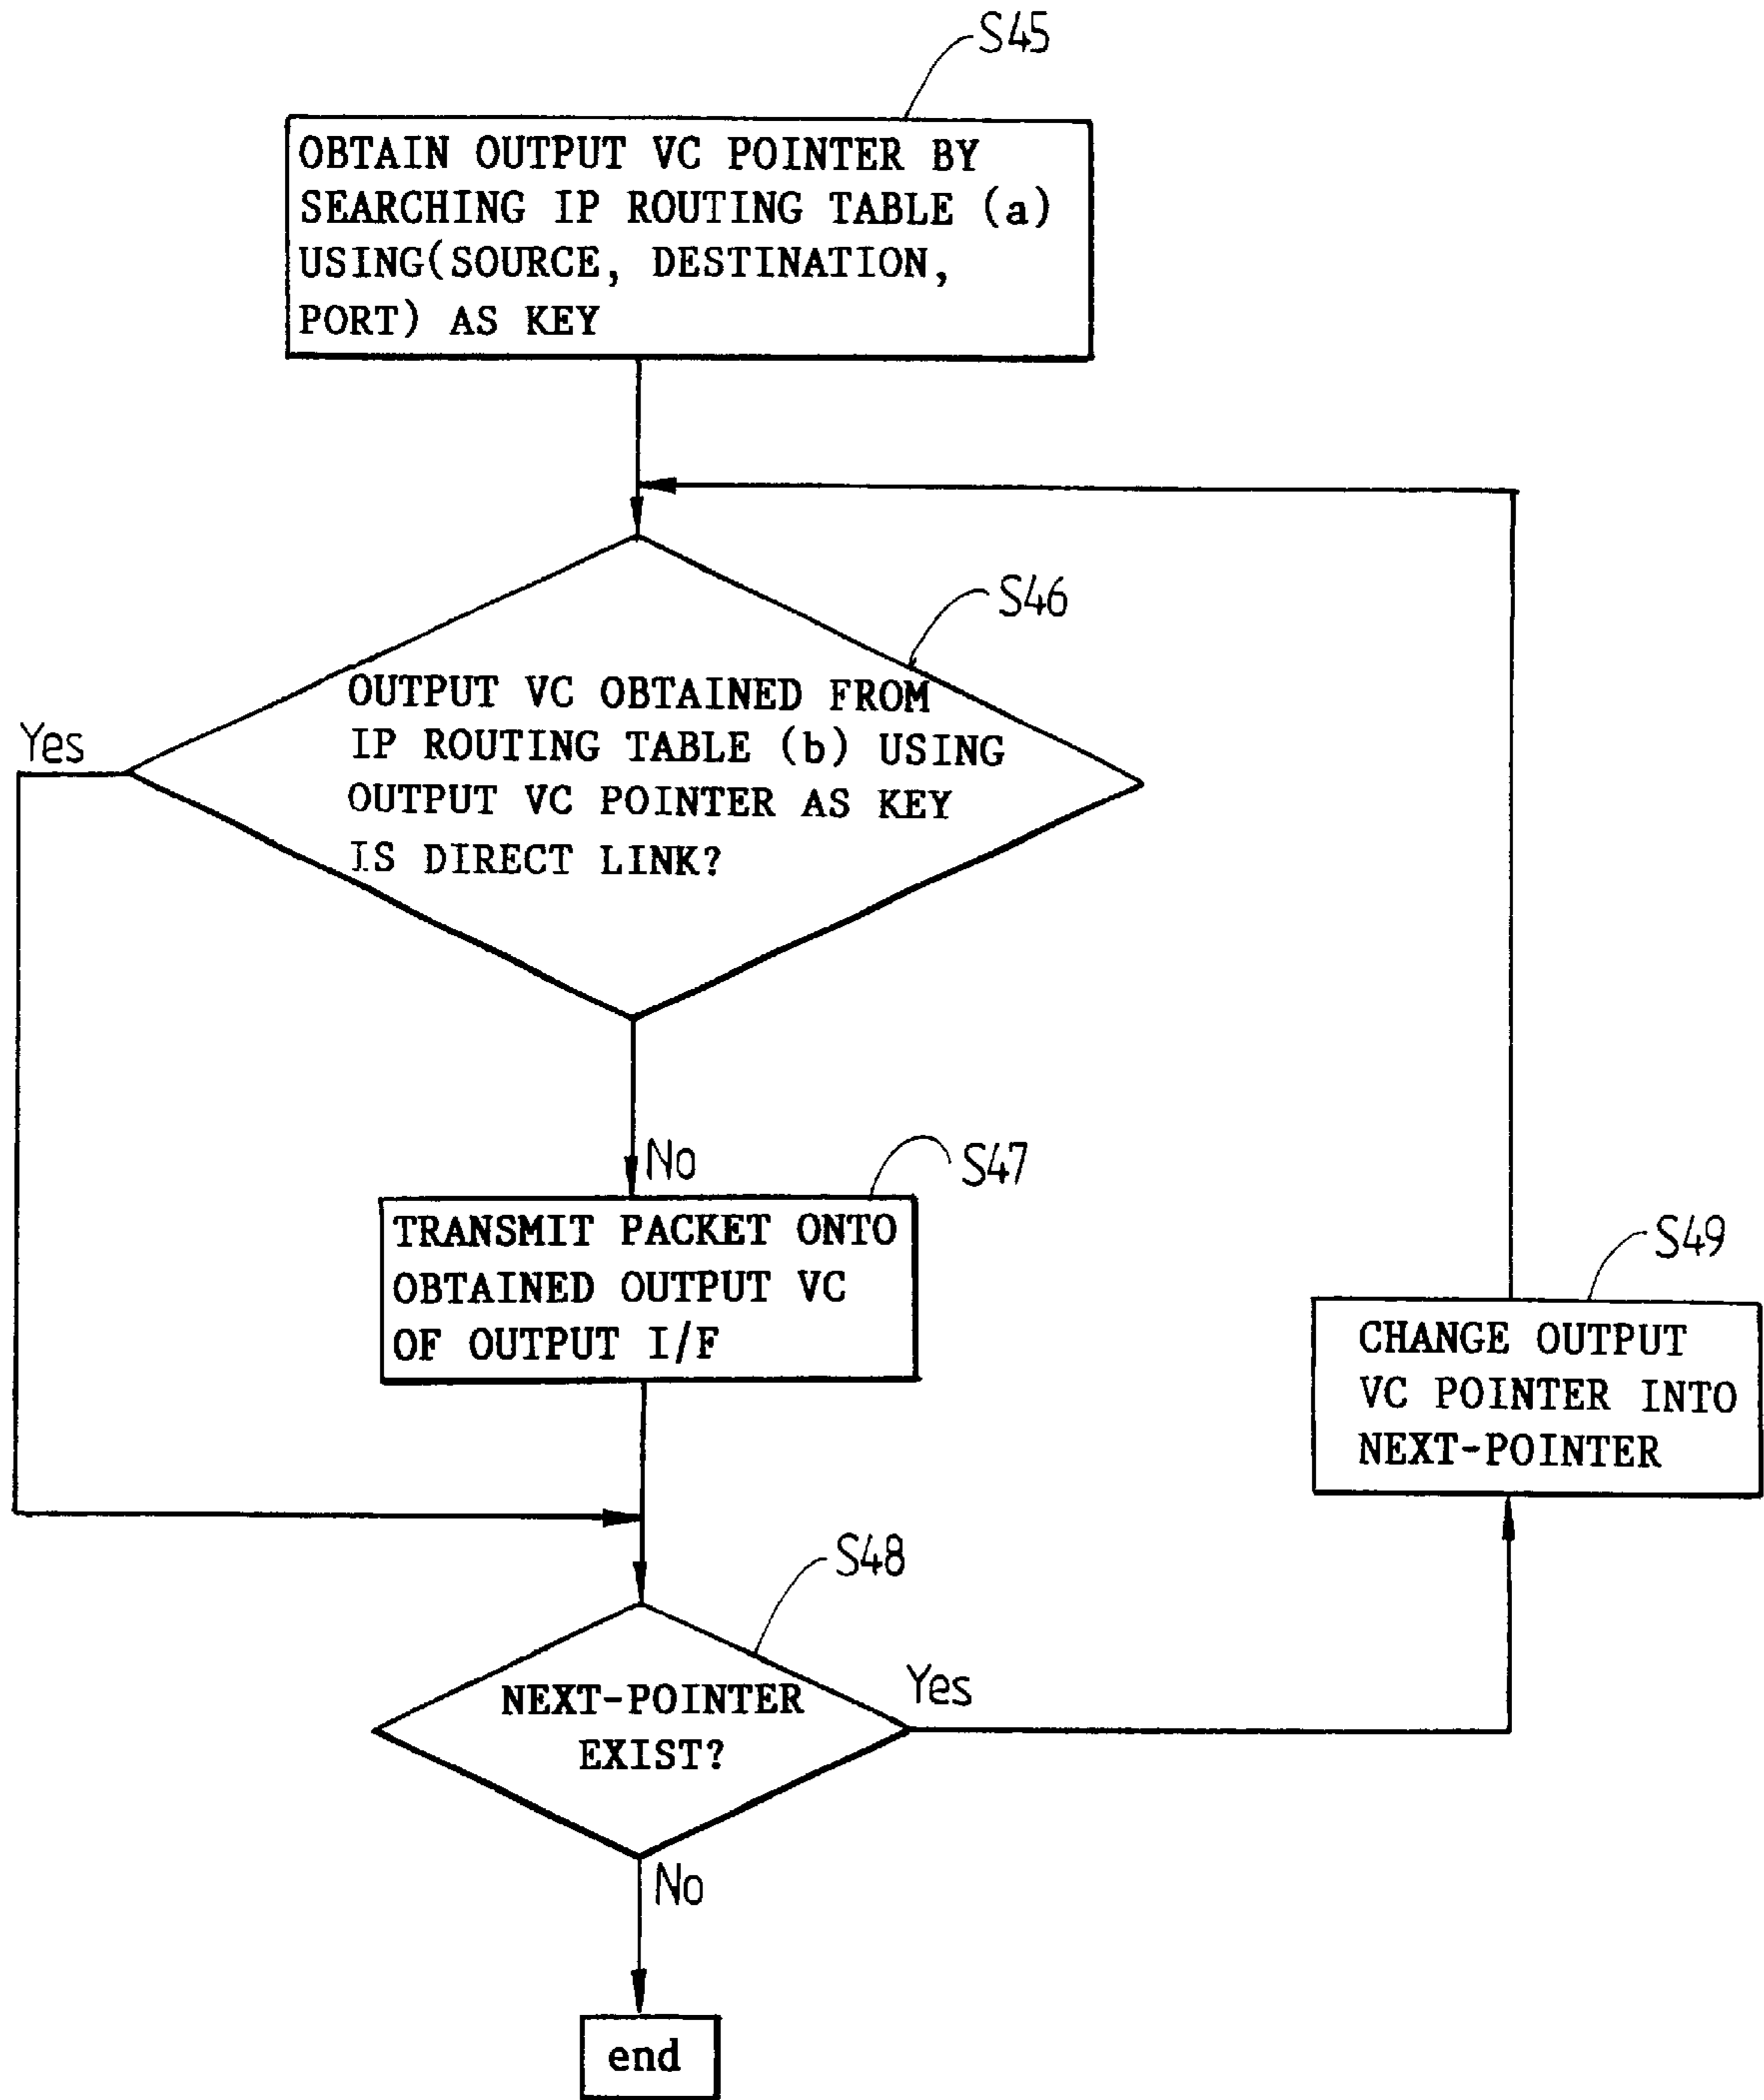 S45
OBTAIN OUTPUT VC POINTER BY
SEARCHING IP ROUTING TABLE (a)
USING(SOURCE, DESTINATION,
PORT) AS KEY
S46
OUTPUT VC OBTAINED FROM
IP ROUTING TABLE (b) USING
OUTPUT VC POINTER AS KEY
IS DIRECT LINK?
Yes
No
S47
TRANSMIT PACKET ONTO
OBTAINED OUTPUT VC
OF OUTPUT I/F
S49
CHANGE OUTPUT
VC POINTER INTO
NEXT-POINTER
S48
NEXT-POINTER
EXIST?
Yes
No
end